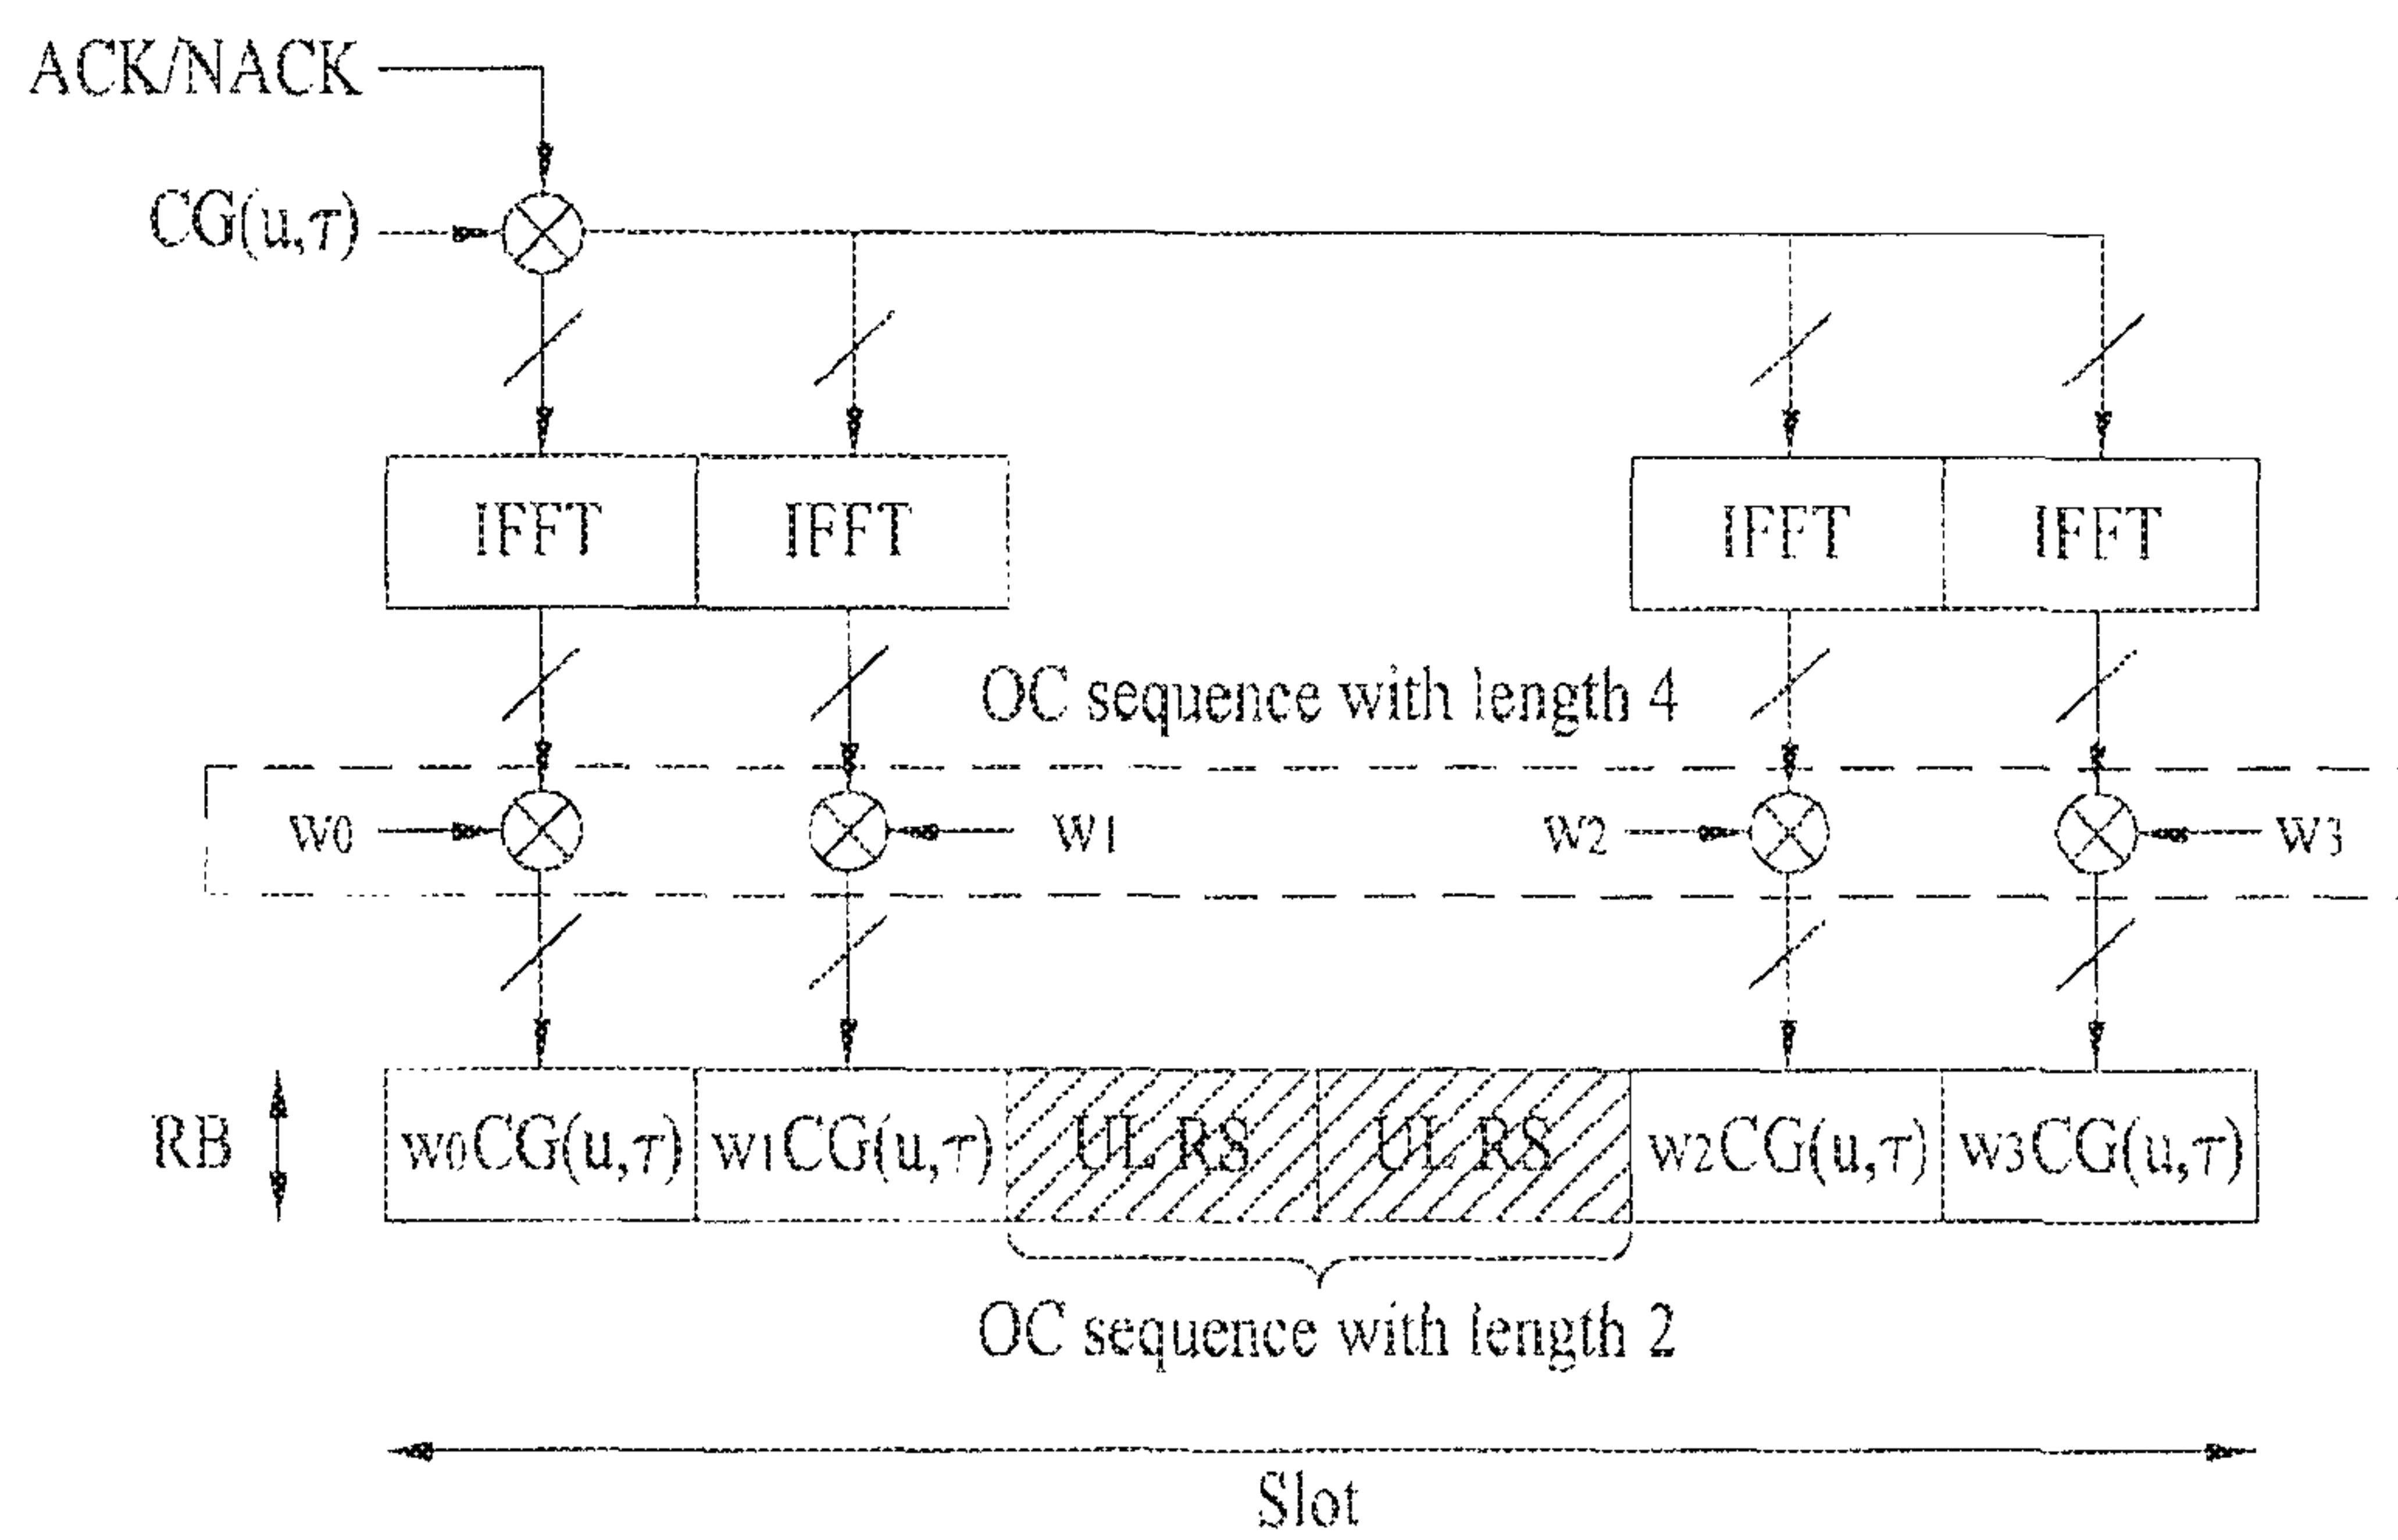 ACK/NACK
CG(u,τ)
IFFT IFFT IFFT IFFT
OC sequence with length 4
w0 w1 w2 w3
RB w0CG(u,τ) w1CG(u,τ) UL RS UL RS w2CG(u,τ) w3CG(u,τ)
OC sequence with length 2
Slot